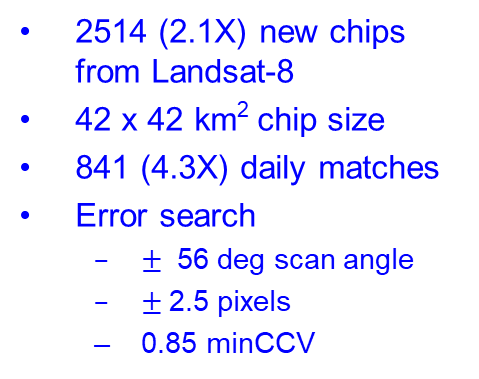 • 2514 (2.1X) new chips
from Landsat-8
• 42 x 42 km² chip size
• 841 (4.3X) daily matches
• Error search
– ± 56 deg scan angle
– ± 2.5 pixels
– 0.85 minCCV